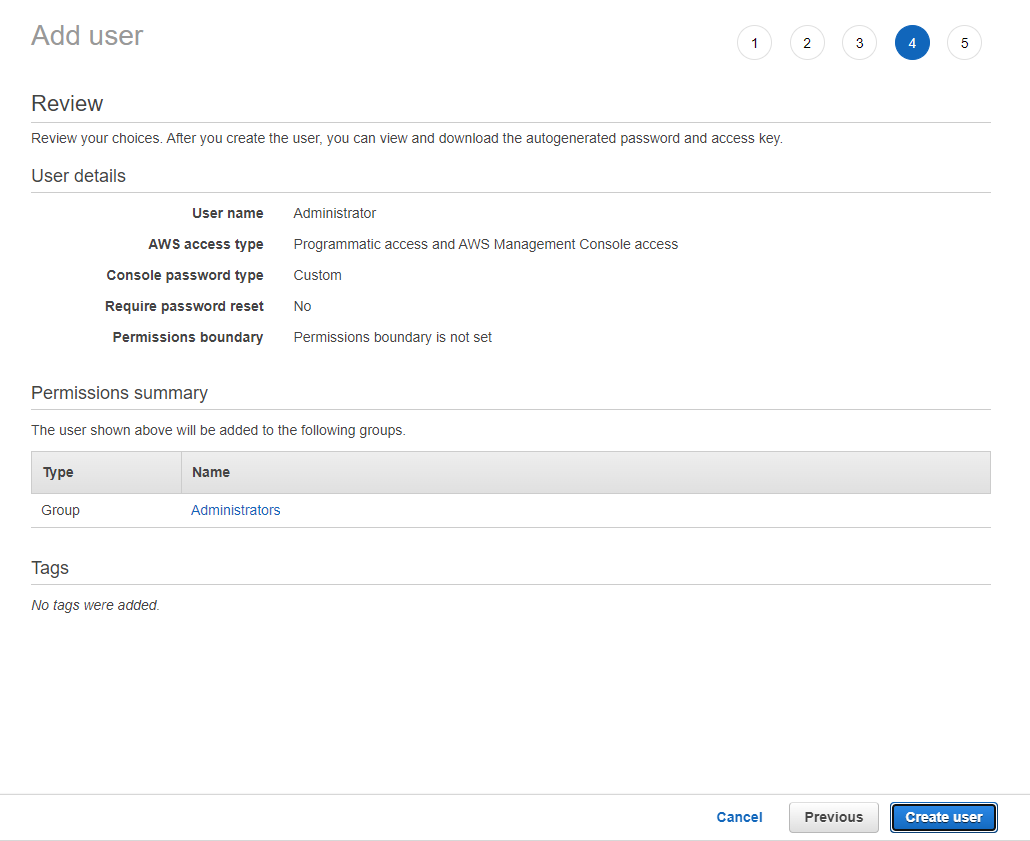 Add user
1 2 3 4 5
Review
Review your choices. After you create the user, you can view and download the autogenerated password and access key.
User details
User name Administrator
AWS access type Programmatic access and AWS Management Console access
Console password type Custom
Require password reset No
Permissions boundary Permissions boundary is not set
Permissions summary
The user shown above will be added to the following groups.
Type Name
Group Administrators
Tags
No tags were added.
Cancel Previous Create user